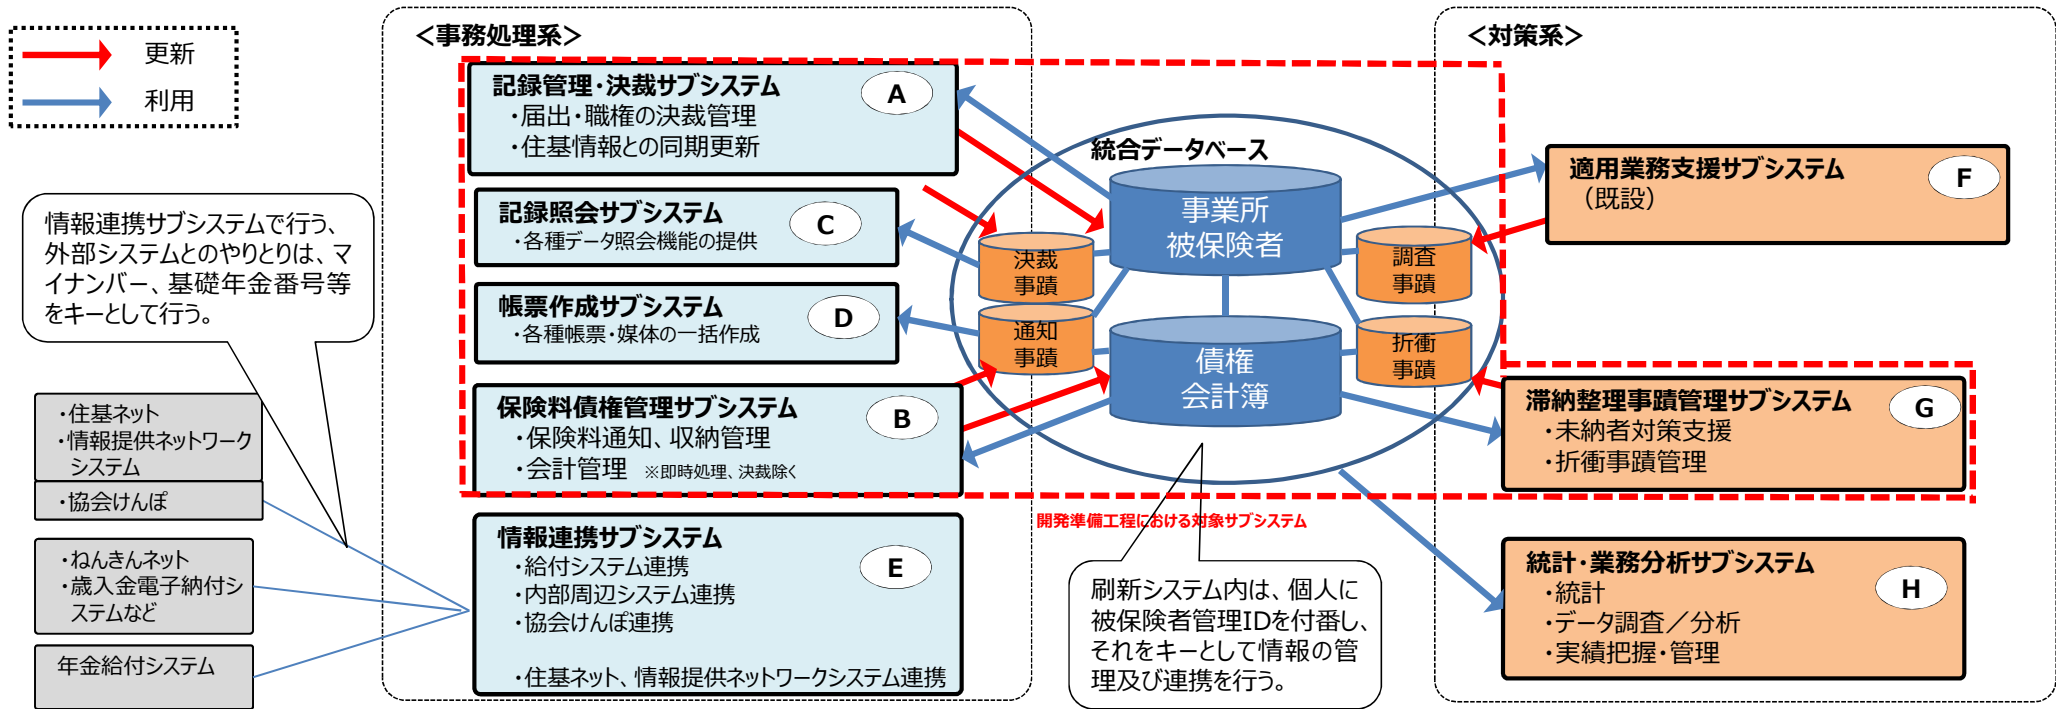 更新
利用
＜事務処理系＞
＜対策系＞
記録管理・決裁サブシステム
A
・届出・職権の決裁管理
・住基情報との同期更新
記録照会サブシステム
C
・各種データ照会機能の提供
帳票作成サブシステム
D
・各種帳票・媒体の一括作成
保険料債権管理サブシステム
B
・保険料通知、収納管理
・会計管理　※即時処理、決裁除く
情報連携サブシステム
E
・給付システム連携
・内部周辺システム連携
・協会けんぽ連携
・住基ネット、情報提供ネットワークシステム連携
統合データベース
事業所
被保険者
決裁
事蹟
通知
事蹟
調査
事蹟
折衝
事蹟
債権
会計簿
適用業務支援サブシステム
F
（既設）
滞納整理事蹟管理サブシステム
G
・未納者対策支援
・折衝事蹟管理
統計・業務分析サブシステム
H
・統計
・データ調査／分析
・実績把握・管理
開発準備工程における対象サブシステム
刷新システム内は、個人に
被保険者管理IDを付番し、
それをキーとして情報の管
理及び連携を行う。
情報連携サブシステムで行う、
外部システムとのやりとりは、マ
イナンバー、基礎年金番号等
をキーとして行う。
・住基ネット
・情報提供ネットワーク
システム
・協会けんぽ
・ねんきんネット
・歳入金電子納付シ
ステムなど
年金給付システム